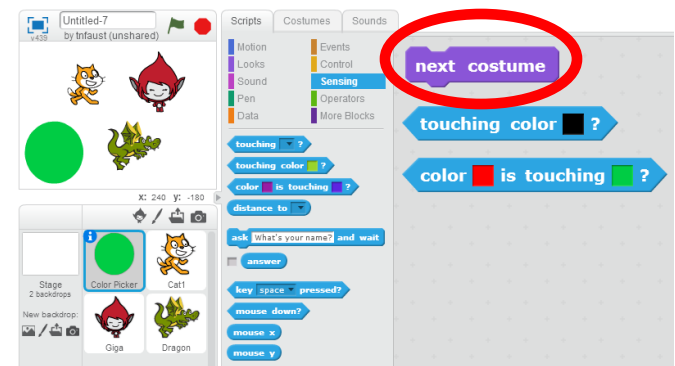 Untitled-7
by tnfaust (unshared)
v439
x: 240 y: -180
Stage
2 backdrops
New backdrop:
Color Picker
Cat1
Giga
Dragon
Scripts Costumes Sounds
Motion Events
Looks Control
Sound Sensing
Pen Operators
Data More Blocks
touching ?
touching color ?
color is touching ?
distance to
ask What's your name? and wait
answer
key space pressed?
mouse down?
mouse x
mouse y
next costume
touching color ?
color is touching ?